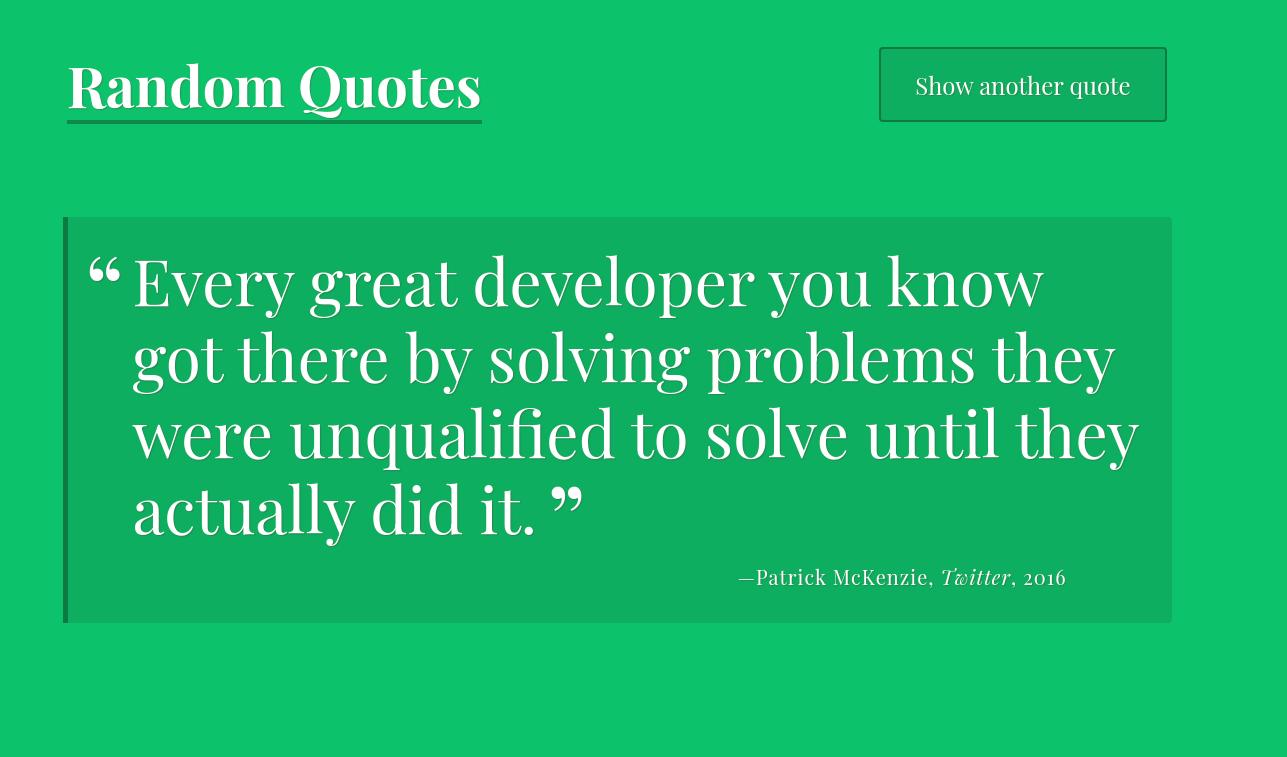 Random Quotes
Show another quote
“ Every great developer you know
got there by solving problems they
were unqualified to solve until they
actually did it. ”
—Patrick McKenzie, Twitter, 2016